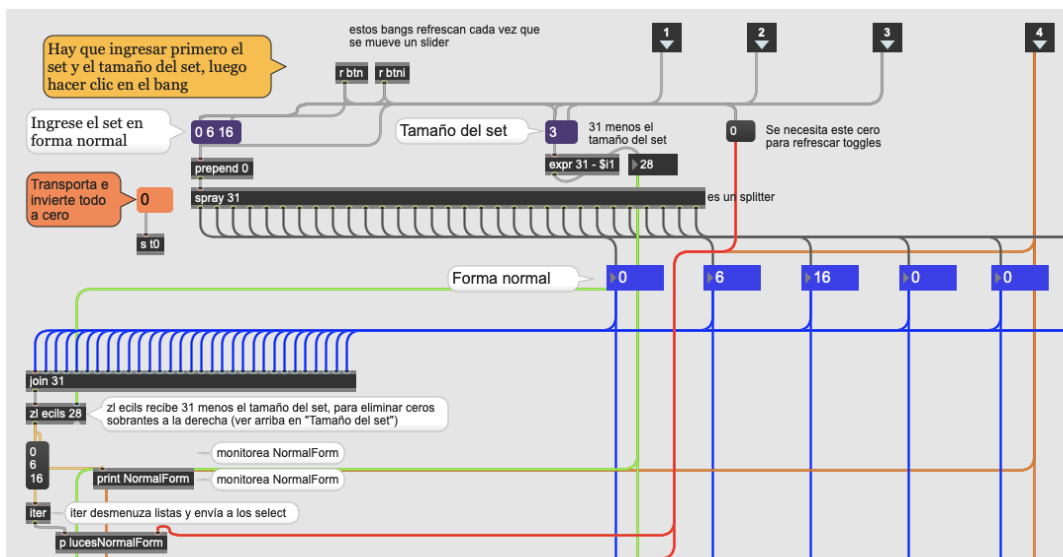 estos bangs refrescan cada vez que
se mueve un slider
1
2
3
4
Hay que ingresar primero el
set y el tamaño del set, luego
hacer clic en el bang
r btn
r btni
Ingrese el set en
forma normal
0 6 16
Tamaño del set
3
31 menos el
tamaño del set
0
Se necesita este cero
para refrescar toggles
prepend 0
expr 31 - $i1
28
Transporta e
invierte todo
a cero
0
spray 31
es un splitter
s t0
Forma normal
0
6
16
0
0
join 31
zl ecils 28
zl ecils recibe 31 menos el tamaño del set, para eliminar ceros
sobrantes a la derecha (ver arriba en "Tamaño del set")
0
6
16
monitorea NormalForm
print NormalForm
monitorea NormalForm
iter
iter desmenuza listas y envía a los select
p lucesNormalForm